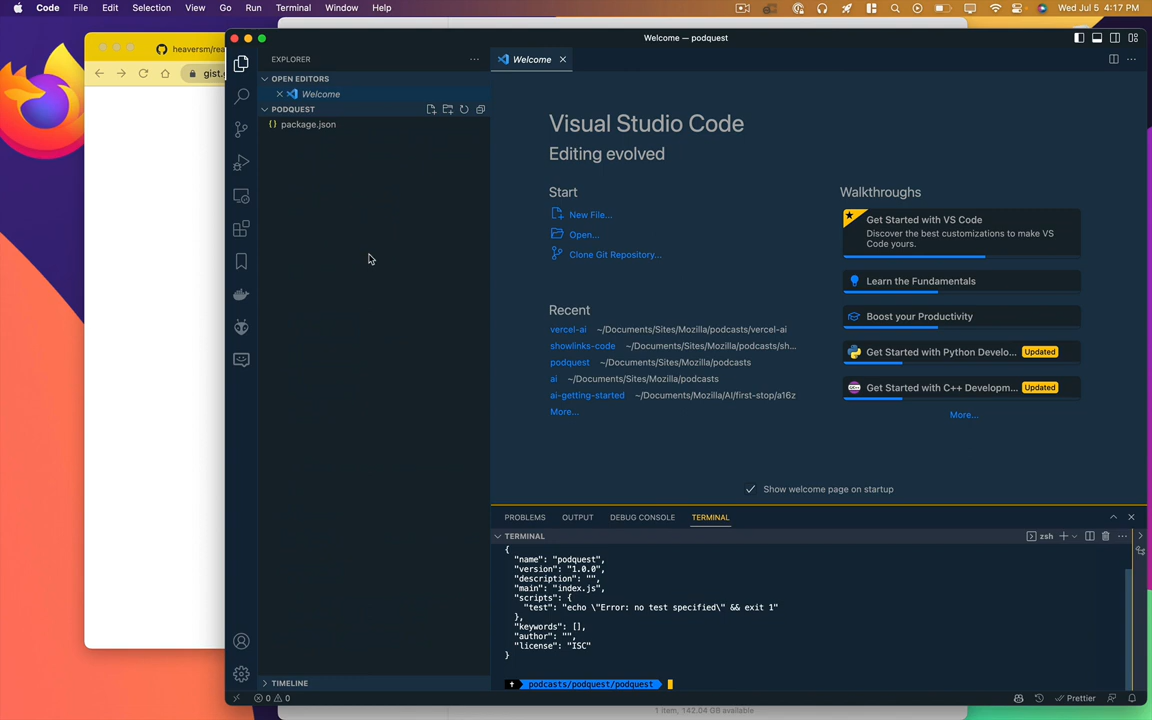 Code File Edit Selection View Go Run Terminal Window Help
Wed Jul 5 4:17 PM
heaversm/rea
gist.
Welcome — podquest
EXPLORER
OPEN EDITORS
Welcome
PODQUEST
package.json
TIMELINE
Welcome
Visual Studio Code
Editing evolved
Start
New File...
Open...
Clone Git Repository...
Recent
vercel-ai ~/Documents/Sites/Mozilla/podcasts/vercel-ai
showlinks-code ~/Documents/Sites/Mozilla/podcasts/sh...
podquest ~/Documents/Sites/Mozilla/podcasts
ai ~/Documents/Sites/Mozilla/podcasts
ai-getting-started ~/Documents/Mozilla/AI/first-stop/a16z
More...
Walkthroughs
Get Started with VS Code
Discover the best customizations to make VS
Code yours.
Learn the Fundamentals
Boost your Productivity
Get Started with Python Develo... Updated
Get Started with C++ Developm... Updated
More...
Show welcome page on startup
PROBLEMS OUTPUT DEBUG CONSOLE TERMINAL
TERMINAL
zsh
{
"name": "podquest",
"version": "1.0.0",
"description": "",
"main": "index.js",
"scripts": {
"test": "echo \"Error: no test specified\" && exit 1"
},
"keywords": [],
"author": "",
"license": "ISC"
}
podcasts/podquest/podquest
0 0
Prettier
1 item, 142.04 GB available